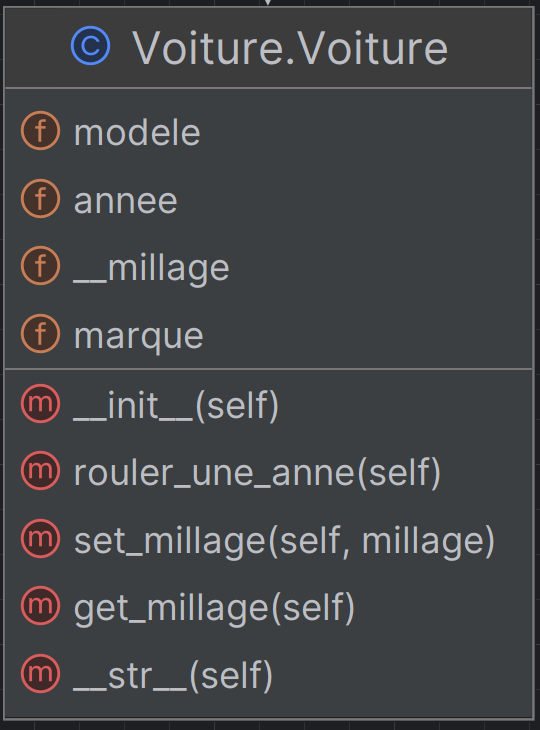 C Voiture.Voiture
f modele
f annee
f __millage
f marque
m __init__(self)
m rouler_une_anne(self)
m set_millage(self, millage)
m get_millage(self)
m __str__(self)